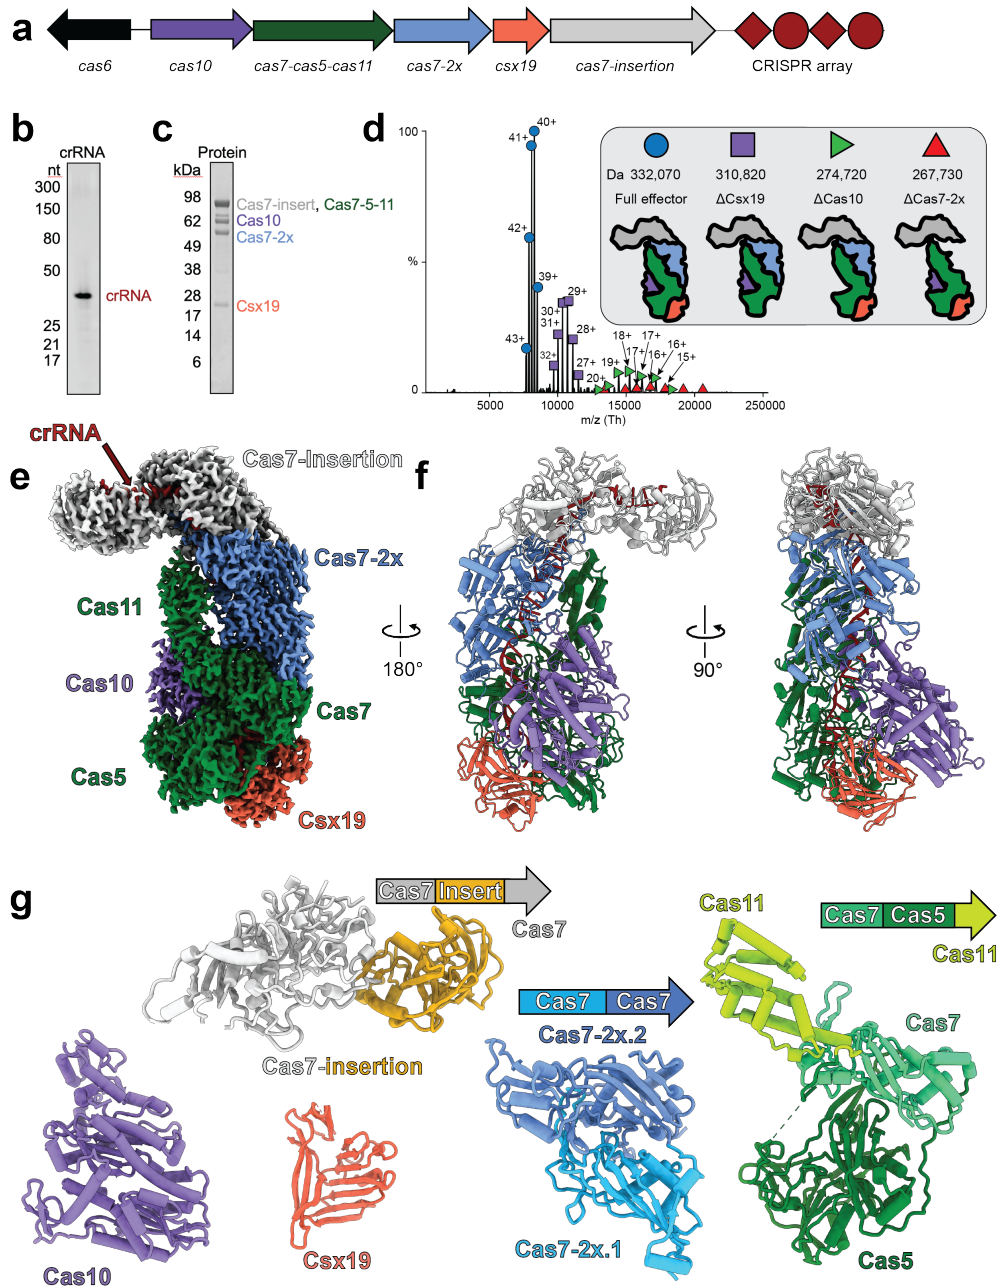 a
cas6
cas10
cas7-cas5-cas11
cas7-2x
csx19
cas7-insertion
CRISPR array
b
crRNA
nt
300
150
80
50
25
21
17
crRNA
c
Protein
kDa
98
62
49
38
28
17
14
6
Cas7-insert, Cas7-5-11
Cas10
Cas7-2x
Csx19
d
100
%
0
40+
41+
42+
39+
43+
29+
30+
31+
28+
32+
27+
20+
19+
18+
17+
17+
16+
16+
15+
5000
10000
15000
20000
250000
m/z (Th)
Da 332,070
310,820
274,720
267,730
Full effector
ΔCsx19
ΔCas10
ΔCas7-2x
e
crRNA
Cas7-Insertion
Cas7-2x
Cas11
Cas10
Cas7
Cas5
Csx19
f
180°
90°
g
Cas7 Insert
Cas7
Cas7-insertion
Cas10
Csx19
Cas7 Cas7
Cas7-2x.2
Cas7-2x.1
Cas11
Cas7 Cas5
Cas11
Cas7
Cas5